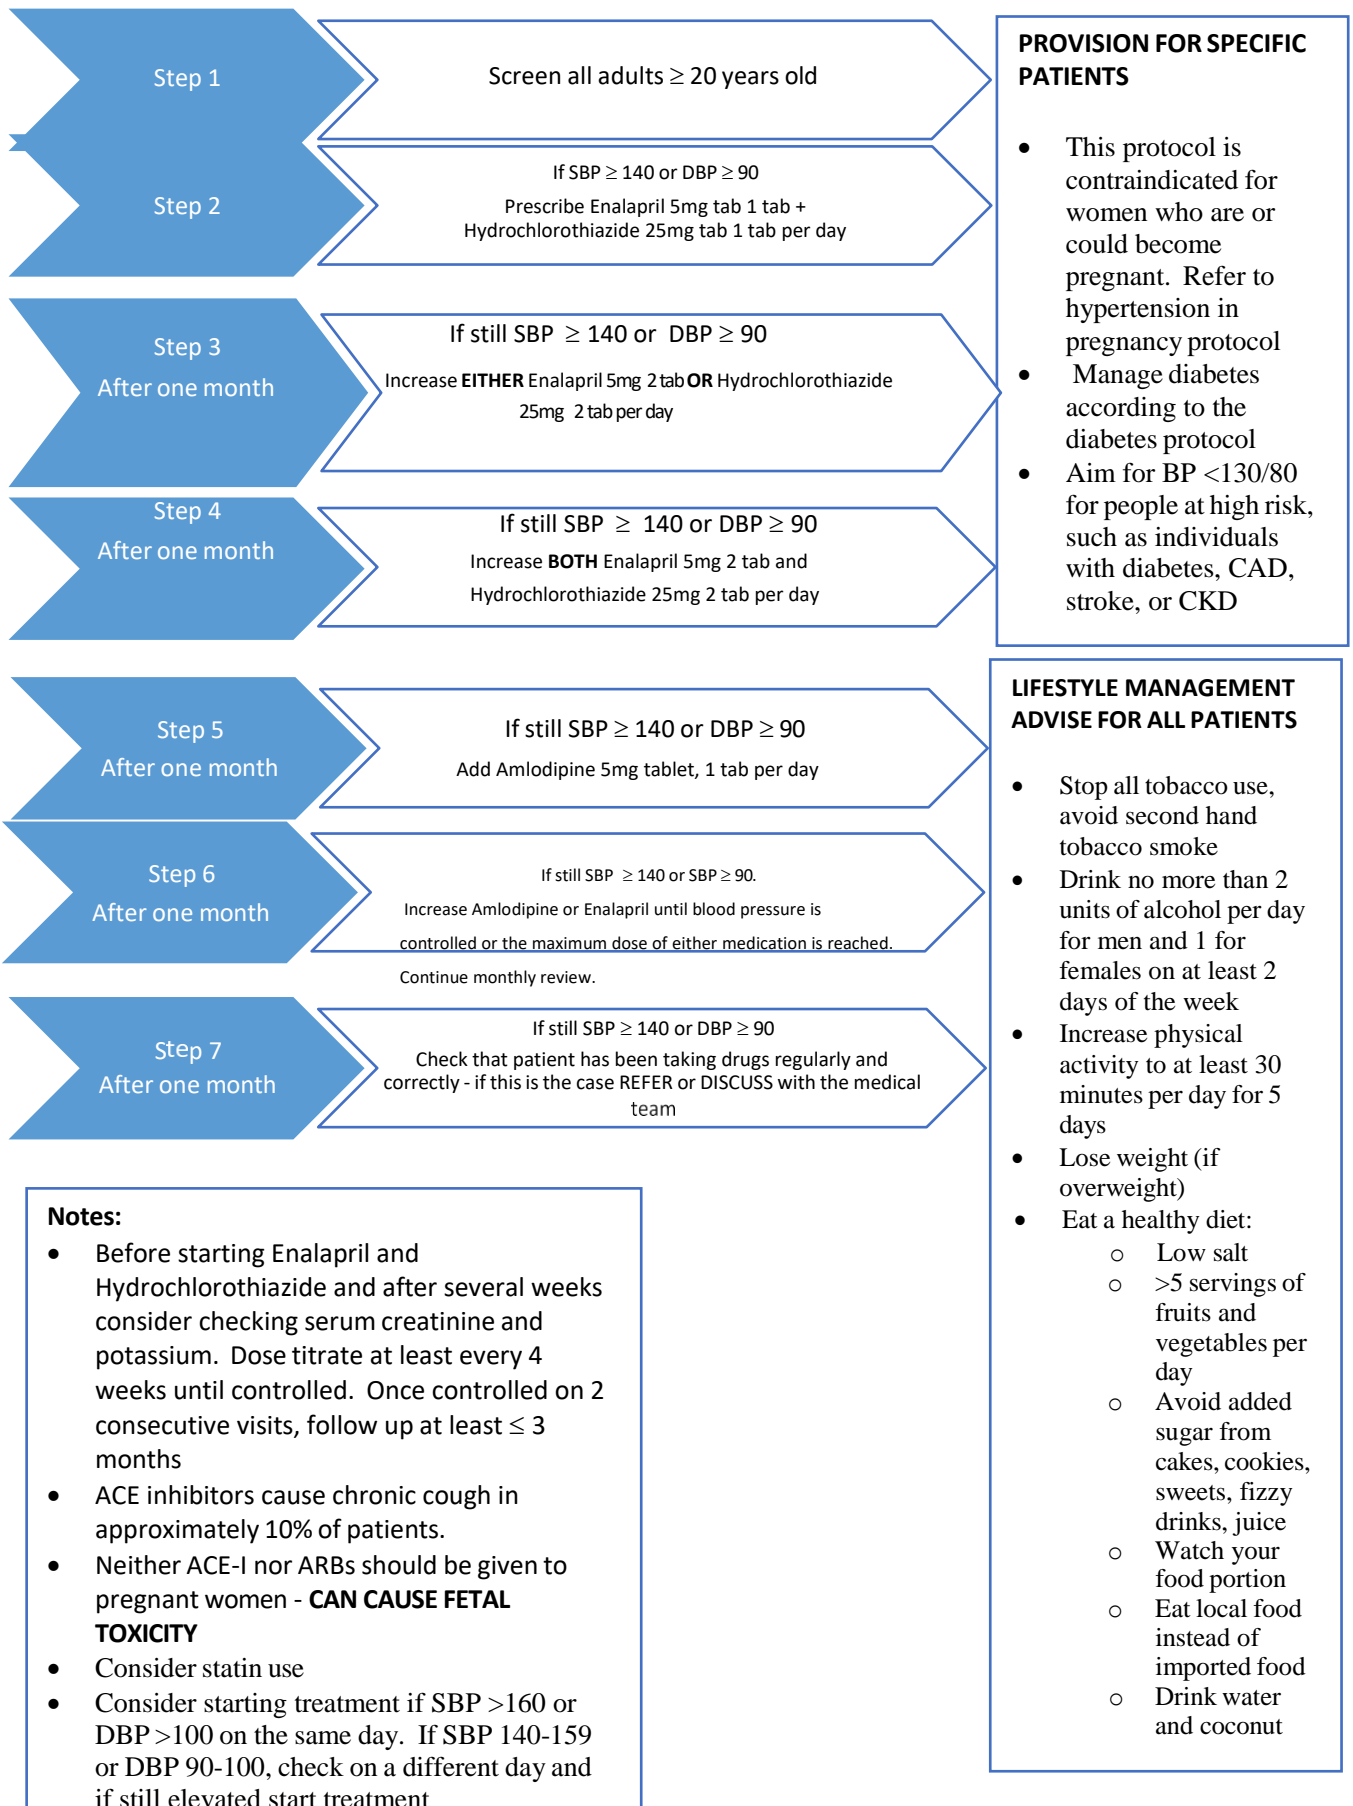 Step 1
Screen all adults ≥ 20 years old
Step 2
If SBP ≥ 140 or DBP ≥ 90
Prescribe Enalapril 5mg tab 1 tab +
Hydrochlorothiazide 25mg tab 1 tab per day
Step 3
After one month
If still SBP ≥ 140 or DBP ≥ 90
Increase EITHER Enalapril 5mg 2 tab OR Hydrochlorothiazide
25mg 2 tab per day
Step 4
After one month
If still SBP ≥ 140 or DBP ≥ 90
Increase BOTH Enalapril 5mg 2 tab and
Hydrochlorothiazide 25mg 2 tab per day
Step 5
After one month
If still SBP ≥ 140 or DBP ≥ 90
Add Amlodipine 5mg tablet, 1 tab per day
Step 6
After one month
If still SBP ≥ 140 or SBP ≥ 90.
Increase Amlodipine or Enalapril until blood pressure is
controlled or the maximum dose of either medication is reached.
Continue monthly review.
Step 7
After one month
If still SBP ≥ 140 or DBP ≥ 90
Check that patient has been taking drugs regularly and
correctly - if this is the case REFER or DISCUSS with the medical
team
PROVISION FOR SPECIFIC
PATIENTS
• This protocol is
contraindicated for
women who are or
could become
pregnant. Refer to
hypertension in
pregnancy protocol
• Manage diabetes
according to the
diabetes protocol
• Aim for BP <130/80
for people at high risk,
such as individuals
with diabetes, CAD,
stroke, or CKD
LIFESTYLE MANAGEMENT
ADVISE FOR ALL PATIENTS
• Stop all tobacco use,
avoid second hand
tobacco smoke
• Drink no more than 2
units of alcohol per day
for men and 1 for
females on at least 2
days of the week
• Increase physical
activity to at least 30
minutes per day for 5
days
• Lose weight (if
overweight)
• Eat a healthy diet:
o Low salt
o >5 servings of
fruits and
vegetables per
day
o Avoid added
sugar from
cakes, cookies,
sweets, fizzy
drinks, juice
o Watch your
food portion
o Eat local food
instead of
imported food
o Drink water
and coconut
Notes:
• Before starting Enalapril and
Hydrochlorothiazide and after several weeks
consider checking serum creatinine and
potassium. Dose titrate at least every 4
weeks until controlled. Once controlled on 2
consecutive visits, follow up at least ≤ 3
months
• ACE inhibitors cause chronic cough in
approximately 10% of patients.
• Neither ACE-I nor ARBs should be given to
pregnant women - CAN CAUSE FETAL
TOXICITY
• Consider statin use
• Consider starting treatment if SBP >160 or
DBP >100 on the same day. If SBP 140-159
or DBP 90-100, check on a different day and
if still elevated start treatment